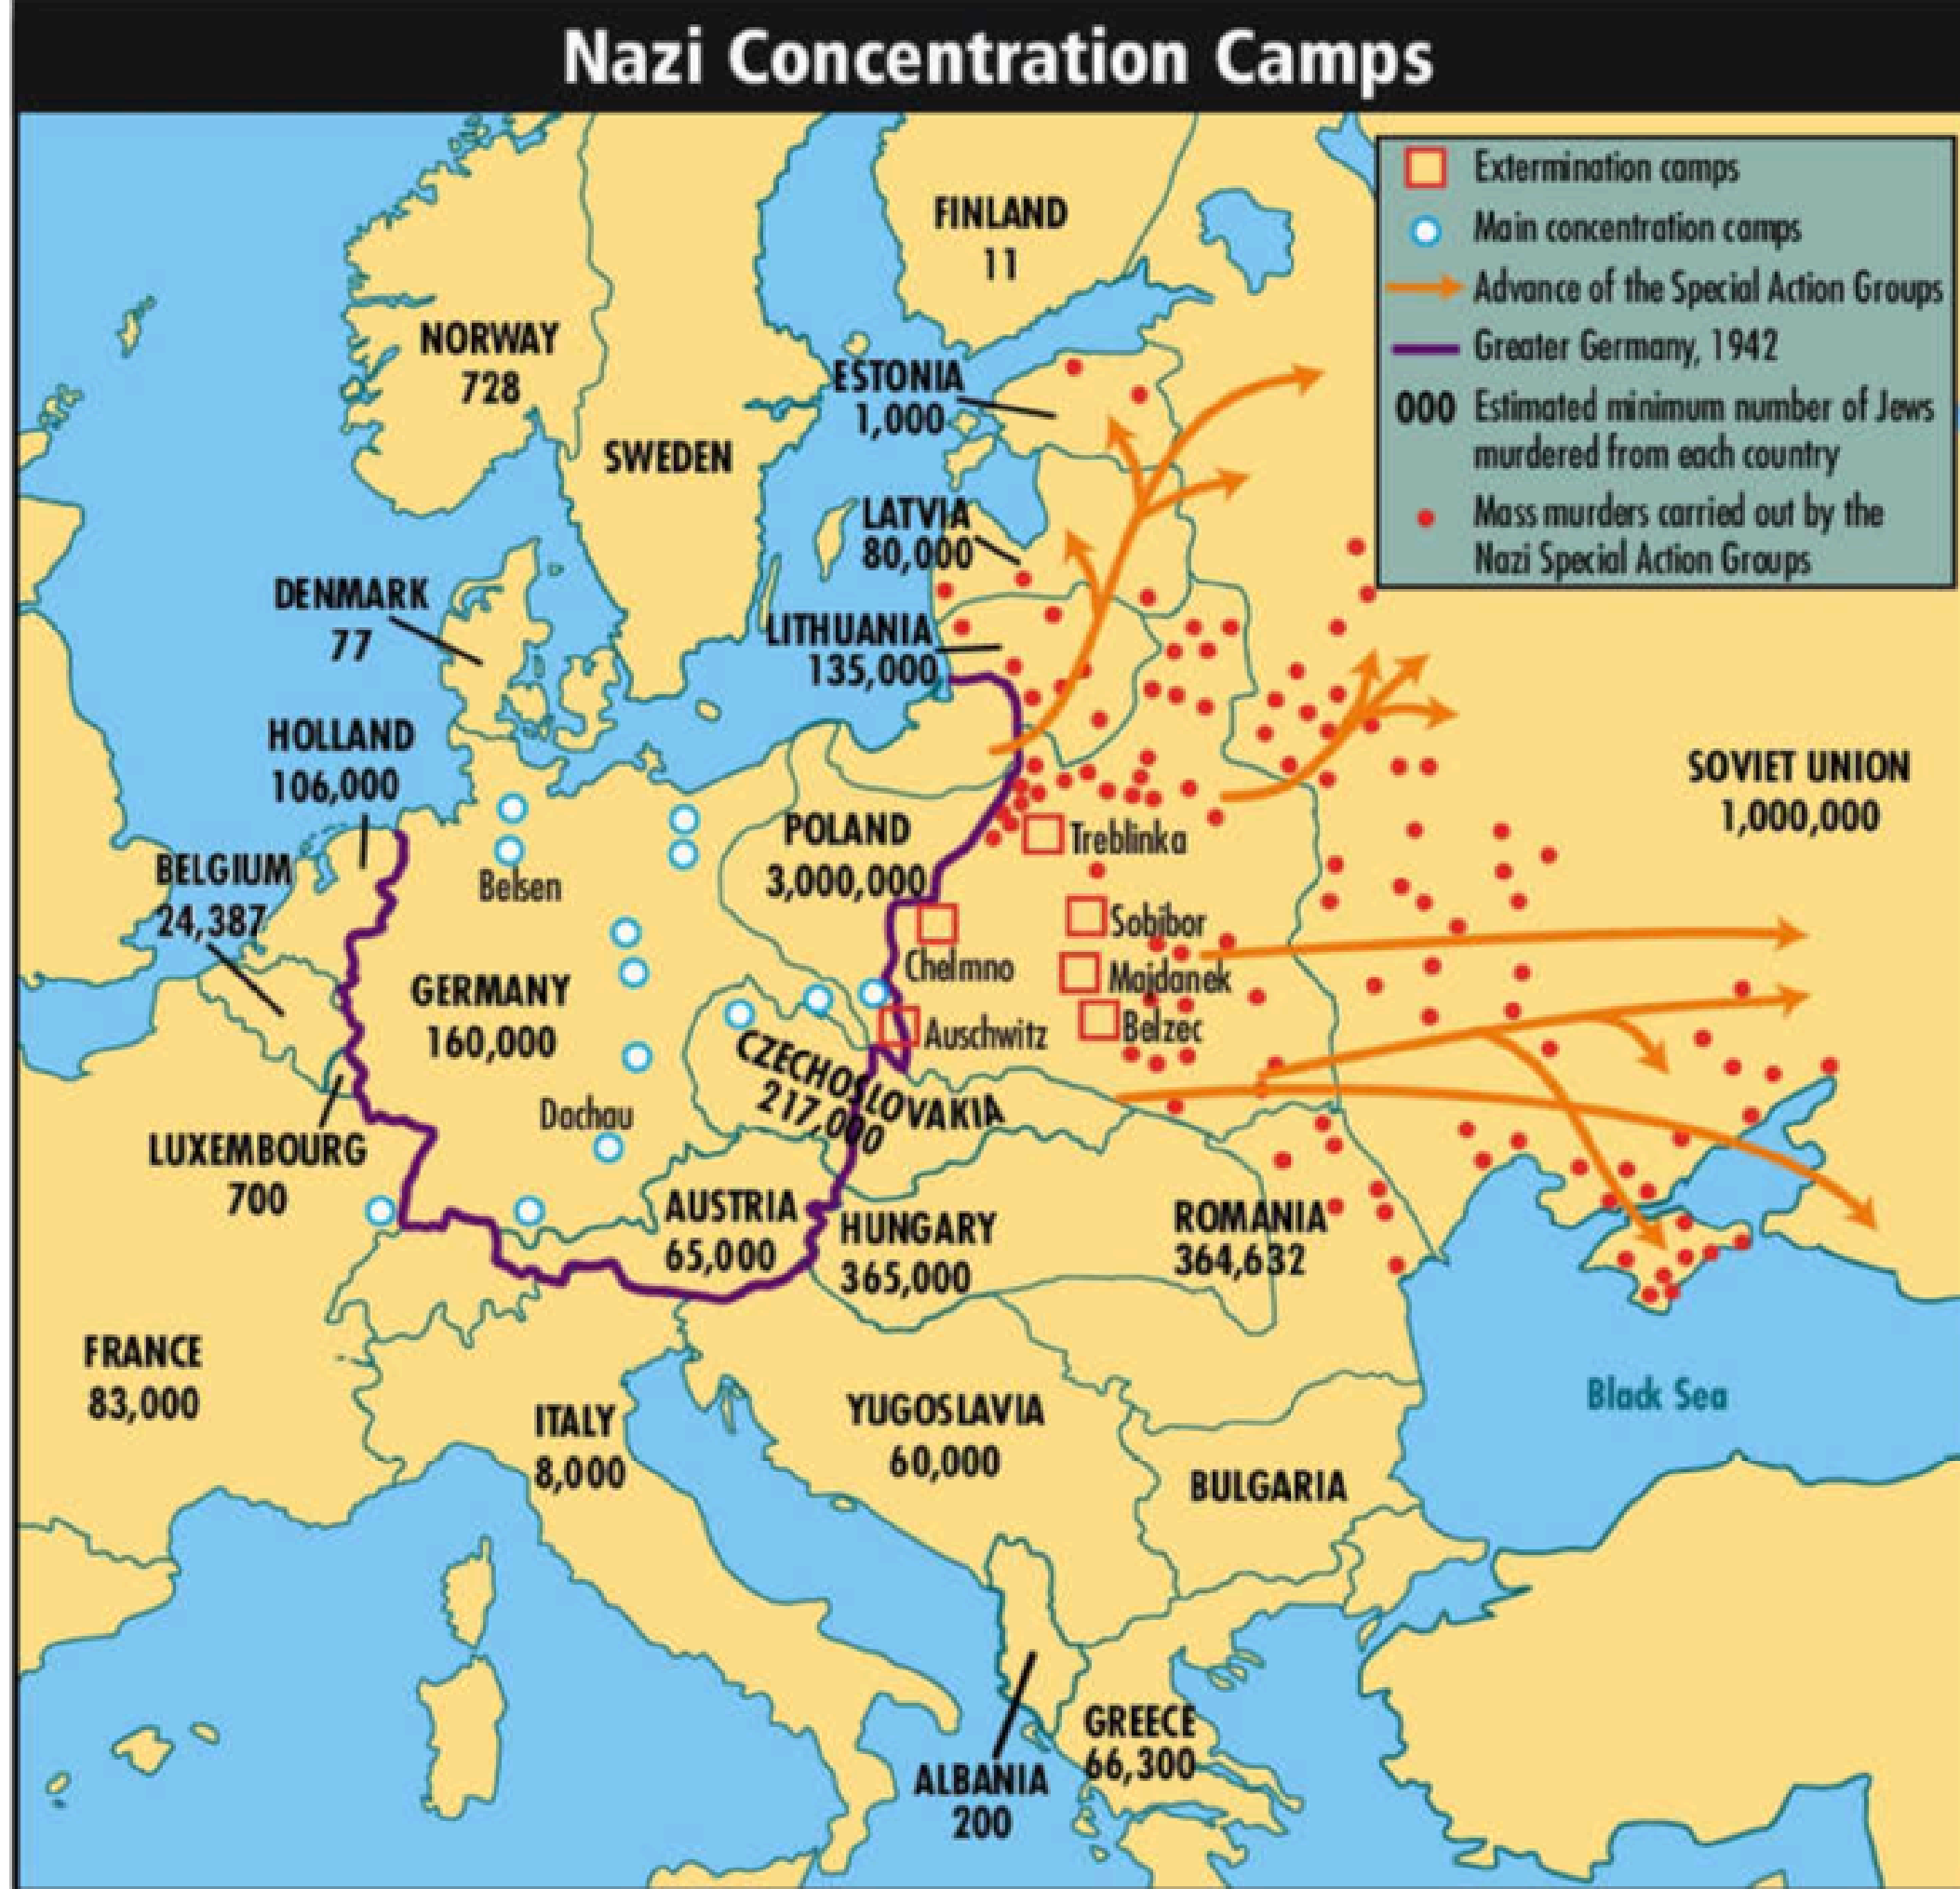 Nazi Concentration Camps
Extermination camps
Main concentration camps
Advance of the Special Action Groups
Greater Germany, 1942
000 Estimated minimum number of Jews
murdered from each country
Mass murders carried out by the
Nazi Special Action Groups
FINLAND
11
NORWAY
728
SWEDEN
ESTONIA
1,000
LATVIA
80,000
DENMARK
77
LITHUANIA
135,000
HOLLAND
106,000
SOVIET UNION
1,000,000
POLAND
3,000,000
Treblinka
BELGIUM
24,387
Belsen
Sobibor
Chelmno
Majdanek
GERMANY
160,000
Auschwitz
Belzec
CZECHOSLOVAKIA
217,000
Dachau
LUXEMBOURG
700
AUSTRIA
65,000
HUNGARY
365,000
ROMANIA
364,632
FRANCE
83,000
ITALY
8,000
YUGOSLAVIA
60,000
Black Sea
BULGARIA
GREECE
66,300
ALBANIA
200